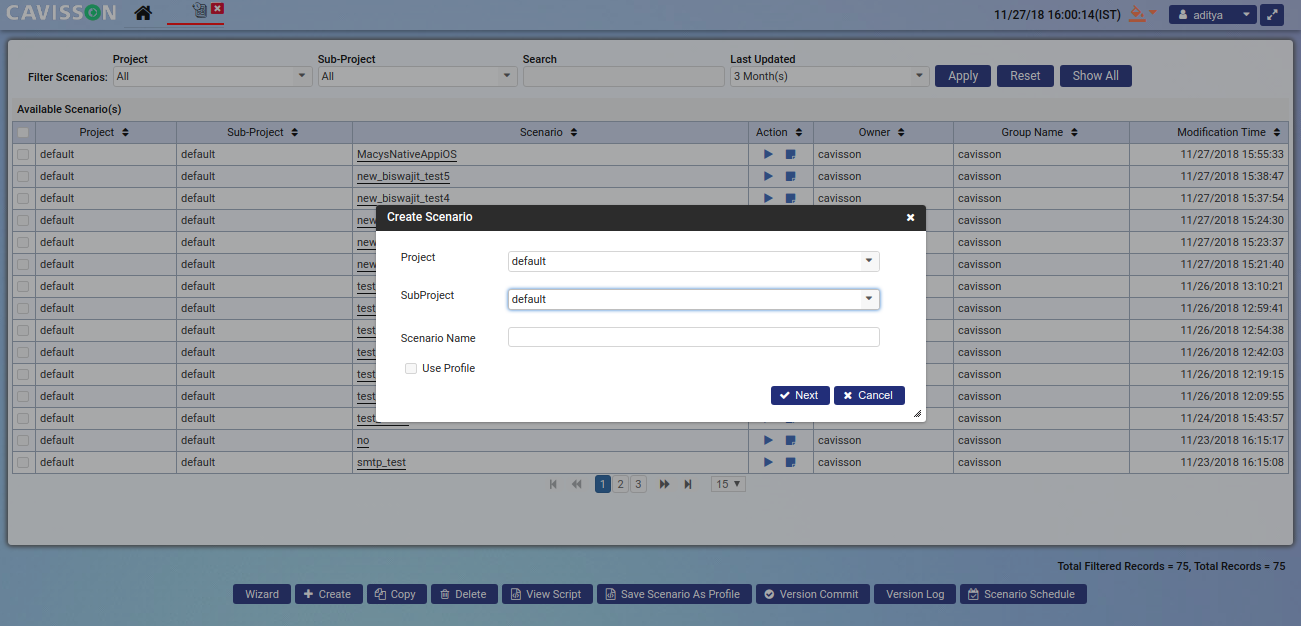 CAVISSON
11/27/18 16:00:14(IST)
aditya
Project
Sub-Project
Search
Last Updated
Filter Scenarios:
All
All
3 Month(s)
Apply
Reset
Show All
Available Scenario(s)
Project Sub-Project Scenario Action Owner Group Name Modification Time
default default MacysNativeAppiOS cavisson cavisson 11/27/2018 15:55:33
default default new_biswajit_test5 cavisson cavisson 11/27/2018 15:38:47
default default new_biswajit_test4 cavisson cavisson 11/27/2018 15:37:54
default default new cavisson 11/27/2018 15:24:30
default default new cavisson 11/27/2018 15:23:37
default default new cavisson 11/27/2018 15:21:40
default default test cavisson 11/26/2018 13:10:21
default default test cavisson 11/26/2018 12:59:41
default default test cavisson 11/26/2018 12:54:38
default default test cavisson 11/26/2018 12:42:03
default default test cavisson 11/26/2018 12:19:15
default default test cavisson 11/26/2018 12:09:55
default default test_ cavisson 11/24/2018 15:43:57
default default no cavisson cavisson 11/23/2018 16:15:17
default default smtp_test cavisson cavisson 11/23/2018 16:15:08
Create Scenario
Project
default
SubProject
default
Scenario Name
Use Profile
Next
Cancel
1 2 3 15
Total Filtered Records = 75, Total Records = 75
Wizard
Create
Copy
Delete
View Script
Save Scenario As Profile
Version Commit
Version Log
Scenario Schedule